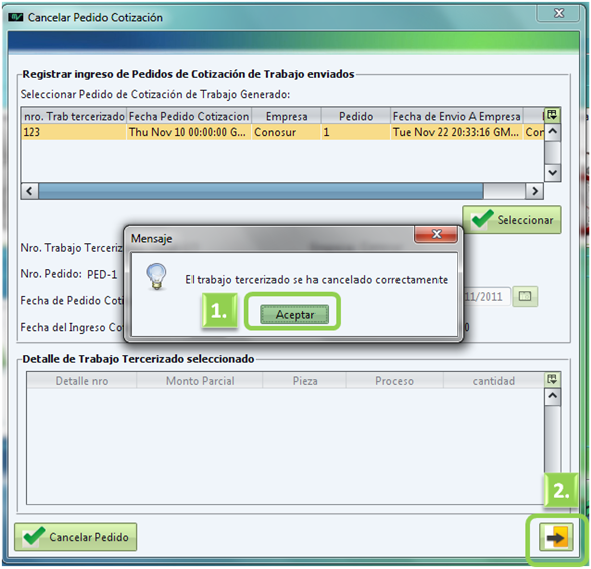 Cancelar Pedido Cotización
Registrar ingreso de Pedidos de Cotización de Trabajo enviados
Seleccionar Pedido de Cotización de Trabajo Generado:
nro. Trab tercerizado Fecha Pedido Cotizacion Empresa Pedido Fecha de Envio A Empresa
123 Thu Nov 10 00:00:00 G... Conosur 1 Tue Nov 22 20:33:16 GM... Con
Seleccionar
Mensaje
El trabajo tercerizado se ha cancelado correctamente
1.
Aceptar
Nro. Trabajo Terceriz
Nro. Pedido: PED-1
Fecha de Pedido Coti 11/2011
Fecha del Ingreso Co 0
Detalle de Trabajo Tercerizado seleccionado
Detalle nro Monto Parcial Pieza Proceso cantidad
2.
Cancelar Pedido